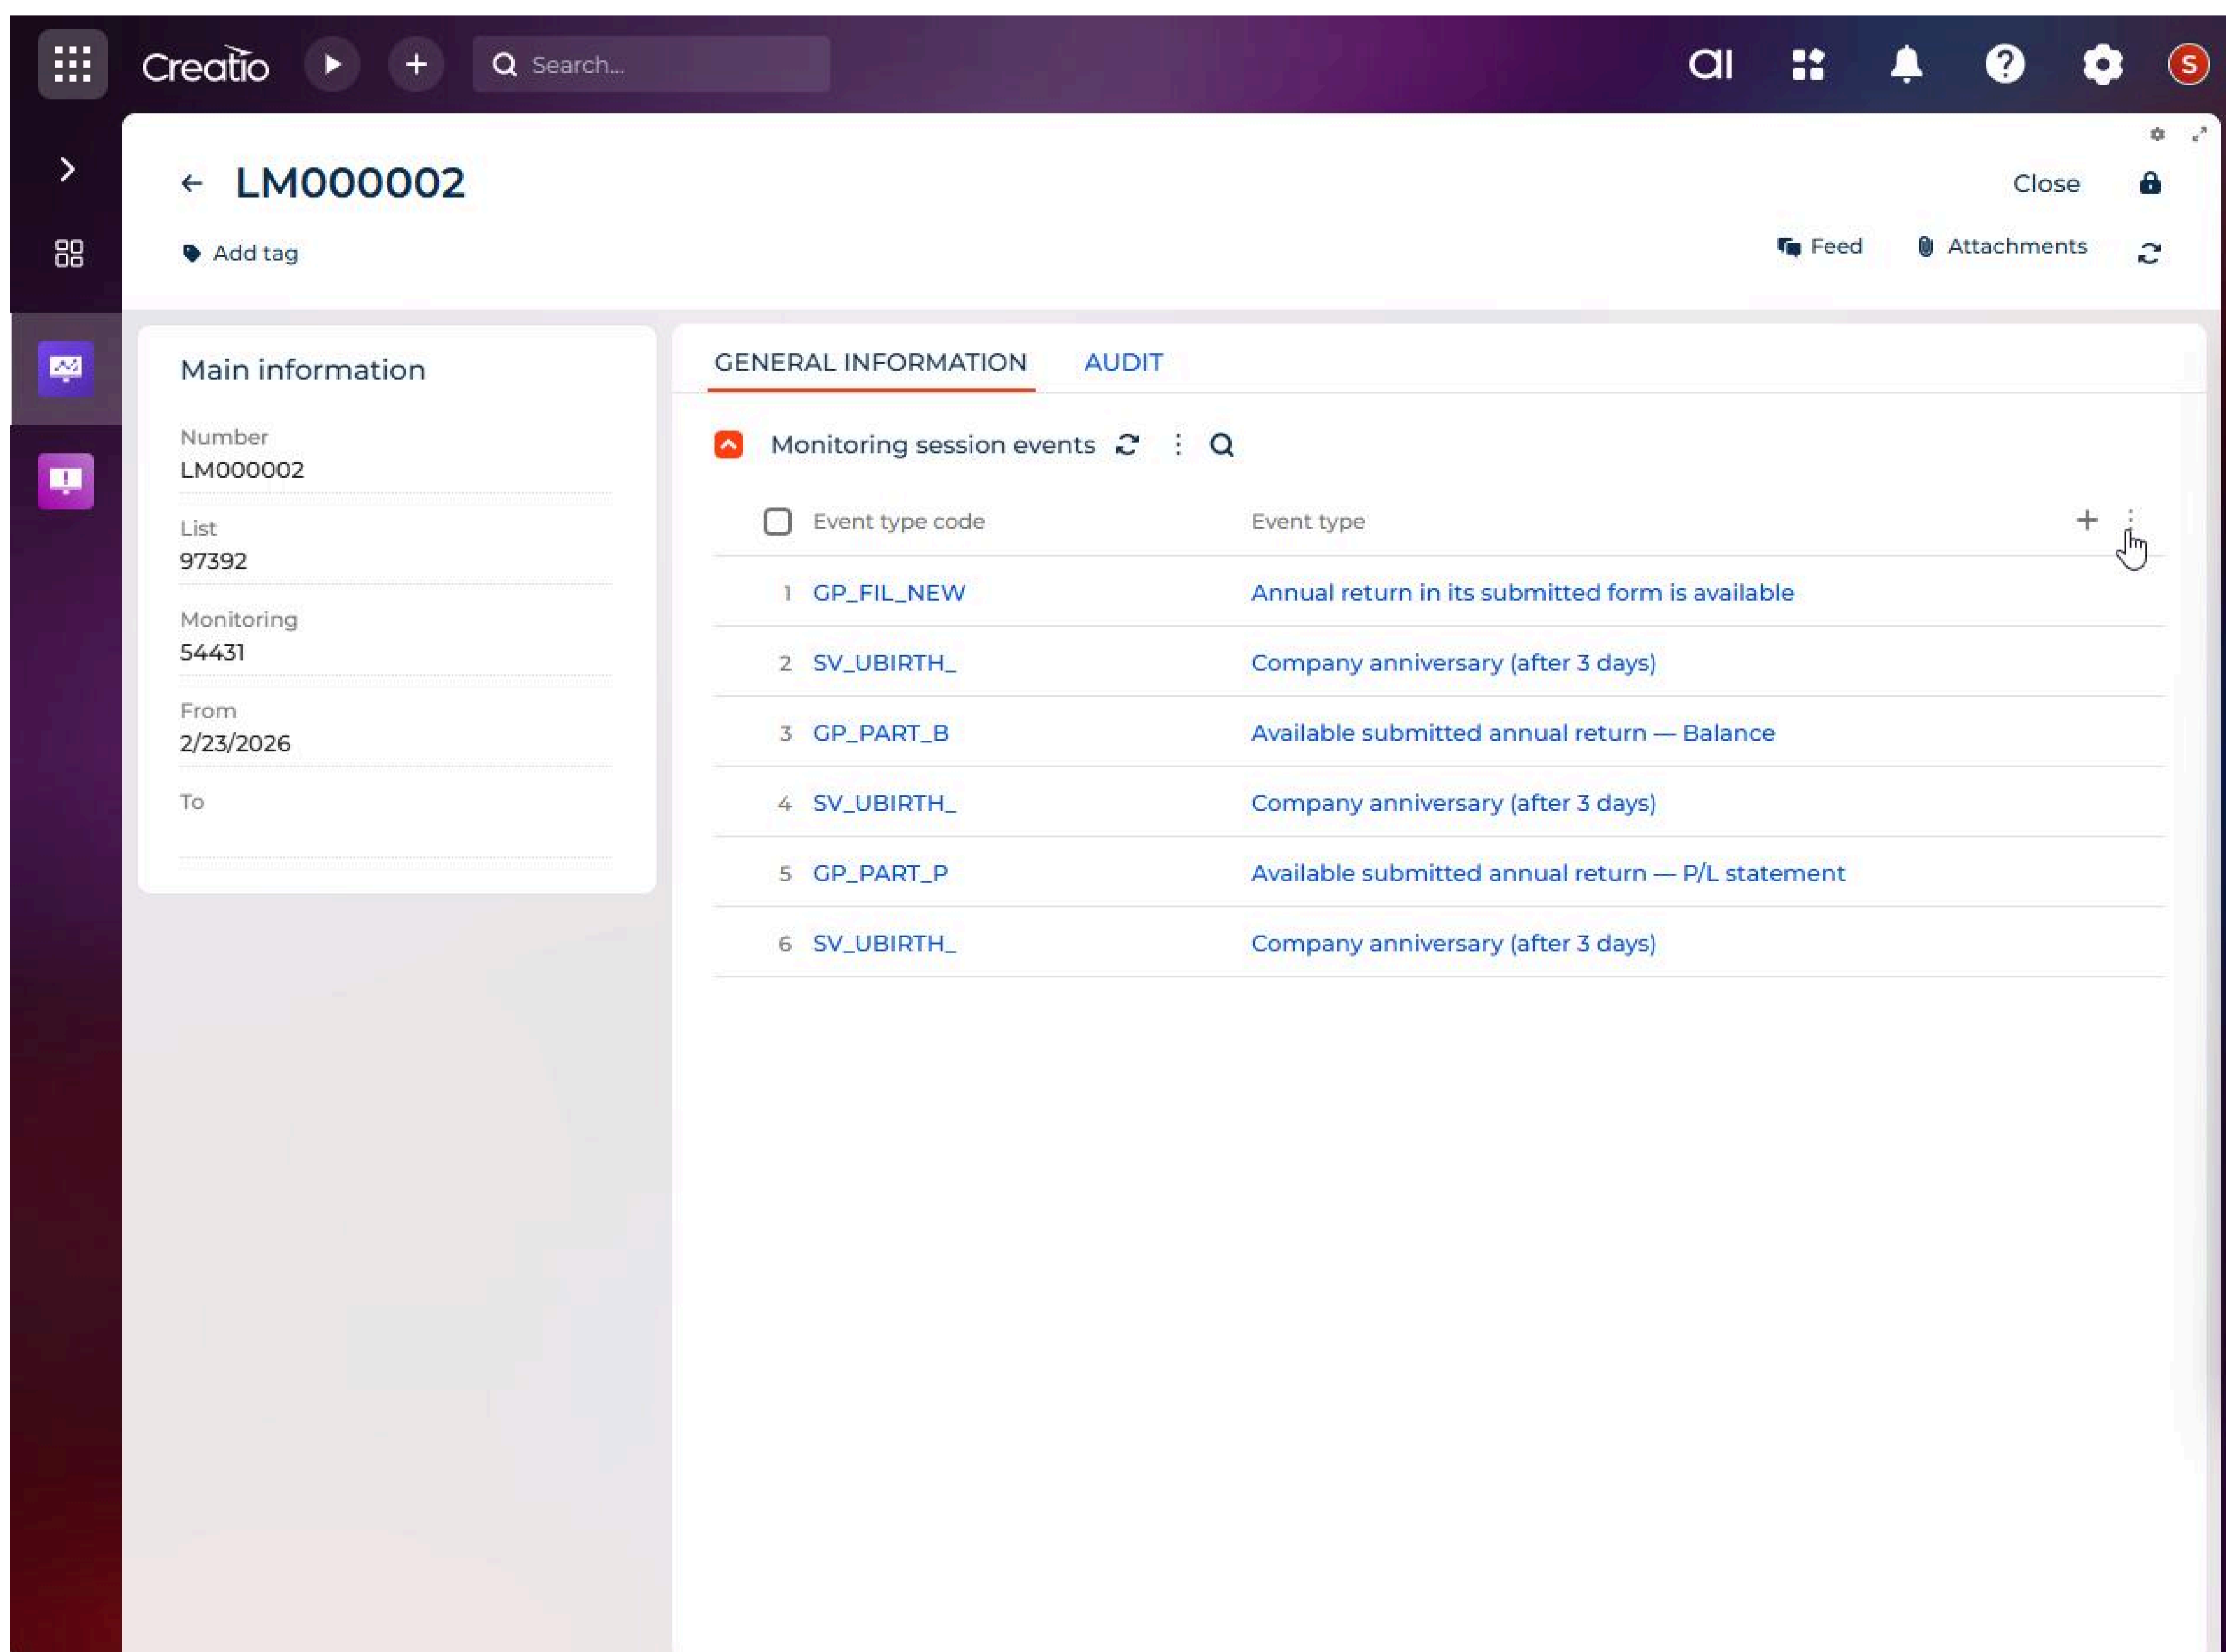 Creatio
Search...
ai
S
LM000002
Close
Add tag
Feed
Attachments
Main information
Number
LM000002
List
97392
Monitoring
54431
From
2/23/2026
To
GENERAL INFORMATION
AUDIT
Monitoring session events
Event type code
Event type
1 GP_FIL_NEW Annual return in its submitted form is available
2 SV_UBIRTH_ Company anniversary (after 3 days)
3 GP_PART_B Available submitted annual return — Balance
4 SV_UBIRTH_ Company anniversary (after 3 days)
5 GP_PART_P Available submitted annual return — P/L statement
6 SV_UBIRTH_ Company anniversary (after 3 days)